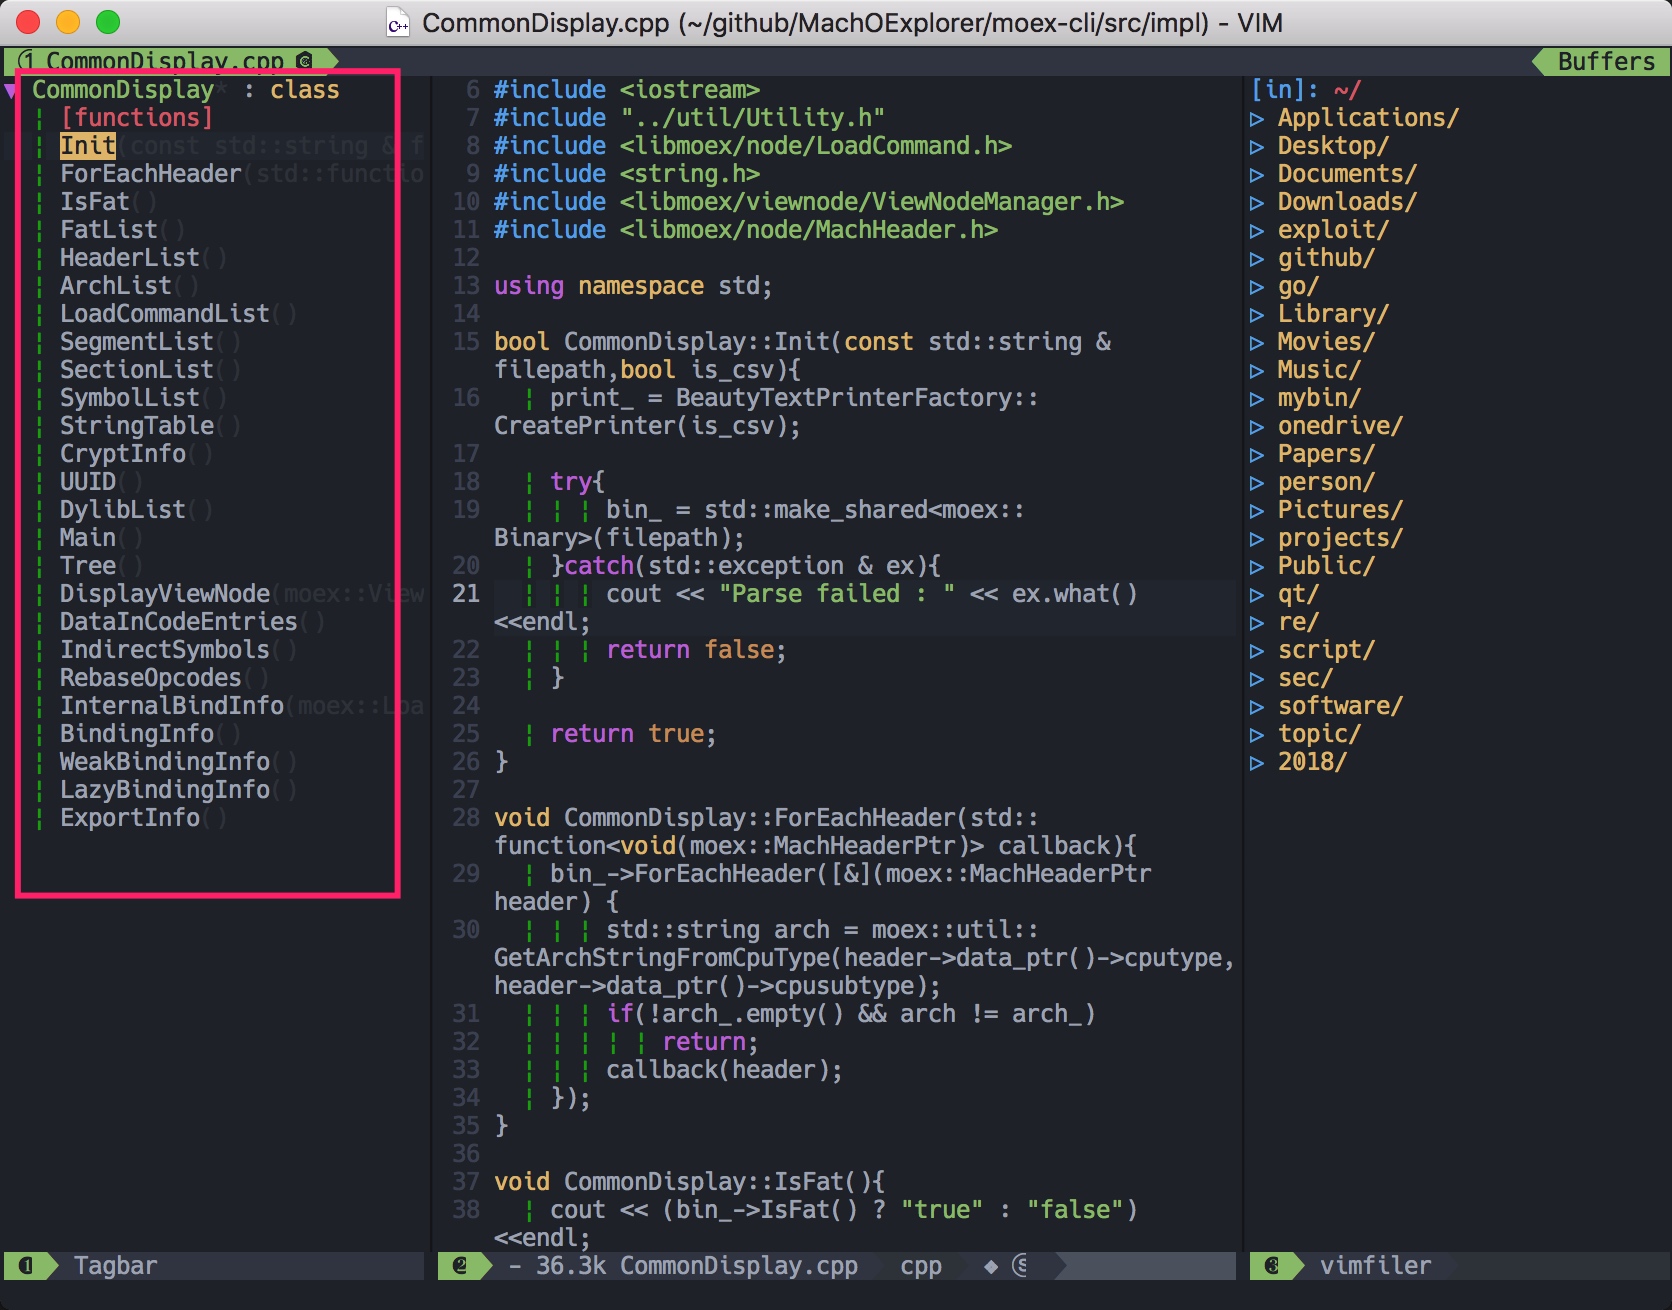 CommonDisplay.cpp (~/github/MachOExplorer/moex-cli/src/impl) - VIM
1 CommonDisplay.cpp
Buffers
▼ CommonDisplay* : class
[functions]
Init(const std::string & f
ForEachHeader(std::functio
IsFat()
FatList()
HeaderList()
ArchList()
LoadCommandList()
SegmentList()
SectionList()
SymbolList()
StringTable()
CryptInfo()
UUID()
DylibList()
Main()
Tree()
DisplayViewNode(moex::View
DataInCodeEntries()
IndirectSymbols()
RebaseOpcodes()
InternalBindInfo(moex::Loa
BindingInfo()
WeakBindingInfo()
LazyBindingInfo()
ExportInfo()
6 #include <iostream>
7 #include "../util/Utility.h"
8 #include <libmoex/node/LoadCommand.h>
9 #include <string.h>
10 #include <libmoex/viewnode/ViewNodeManager.h>
11 #include <libmoex/node/MachHeader.h>
12
13 using namespace std;
14
15 bool CommonDisplay::Init(const std::string &
filepath,bool is_csv){
16 print_ = BeautyTextPrinterFactory::
CreatePrinter(is_csv);
17
18 try{
19 bin_ = std::make_shared<moex::
Binary>(filepath);
20 }catch(std::exception & ex){
21 cout << "Parse failed : " << ex.what()
<<endl;
22 return false;
23 }
24
25 return true;
26 }
27
28 void CommonDisplay::ForEachHeader(std::
function<void(moex::MachHeaderPtr)> callback){
29 bin_->ForEachHeader([&](moex::MachHeaderPtr
header) {
30 std::string arch = moex::util::
GetArchStringFromCpuType(header->data_ptr()->cputype,
header->data_ptr()->cpusubtype);
31 if(!arch_.empty() && arch != arch_)
32 return;
33 callback(header);
34 });
35 }
36
37 void CommonDisplay::IsFat(){
38 cout << (bin_->IsFat() ? "true" : "false")
<<endl;
[in]: ~/
▷ Applications/
▷ Desktop/
▷ Documents/
▷ Downloads/
▷ exploit/
▷ github/
▷ go/
▷ Library/
▷ Movies/
▷ Music/
▷ mybin/
▷ onedrive/
▷ Papers/
▷ person/
▷ Pictures/
▷ projects/
▷ Public/
▷ qt/
▷ re/
▷ script/
▷ sec/
▷ software/
▷ topic/
▷ 2018/
❶ Tagbar
❷ - 36.3k CommonDisplay.cpp cpp ◆ Ⓢ
❸ vimfiler